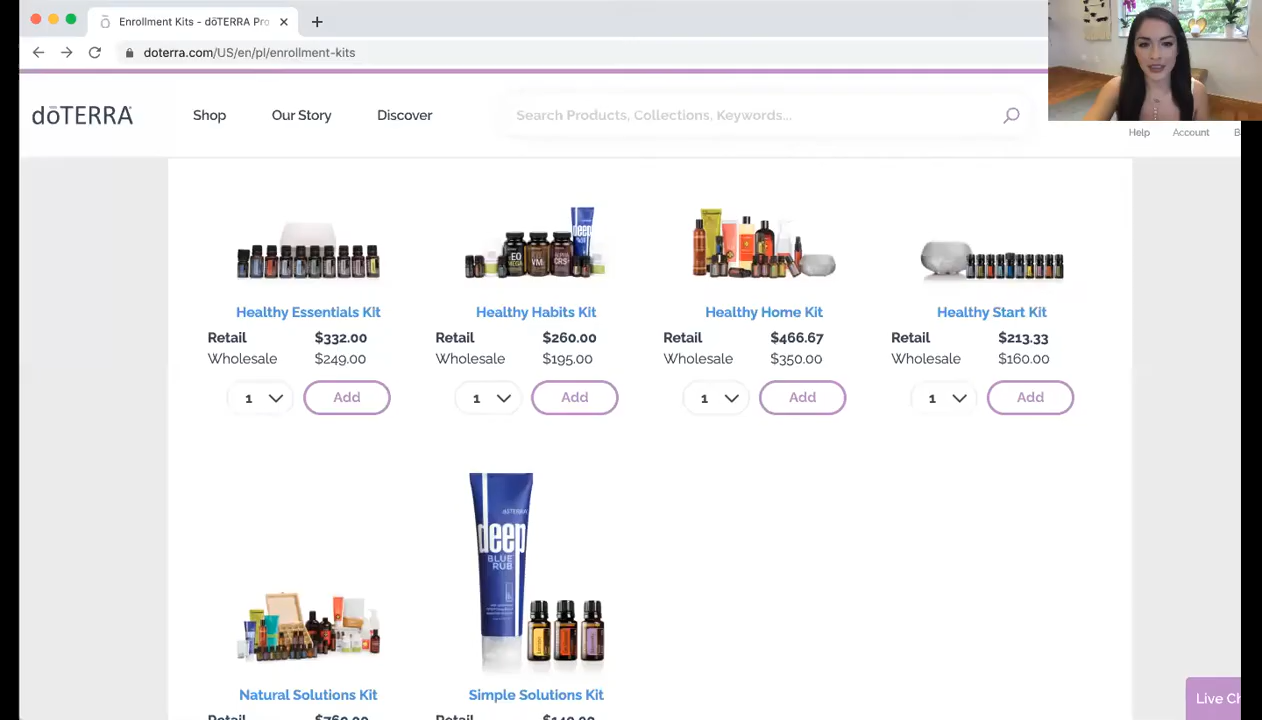 Enrollment Kits - dōTERRA Pro
doterra.com/US/en/pl/enrollment-kits
dōTERRA
Shop
Our Story
Discover
Search Products, Collections, Keywords...
Help
Account
B
Healthy Essentials Kit
Retail $332.00
Wholesale $249.00
1
Add
Healthy Habits Kit
Retail $260.00
Wholesale $195.00
1
Add
Healthy Home Kit
Retail $466.67
Wholesale $350.00
1
Add
Healthy Start Kit
Retail $213.33
Wholesale $160.00
1
Add
deep
BLUE
RUB
Natural Solutions Kit
Retail
Simple Solutions Kit
Retail
Live Ch